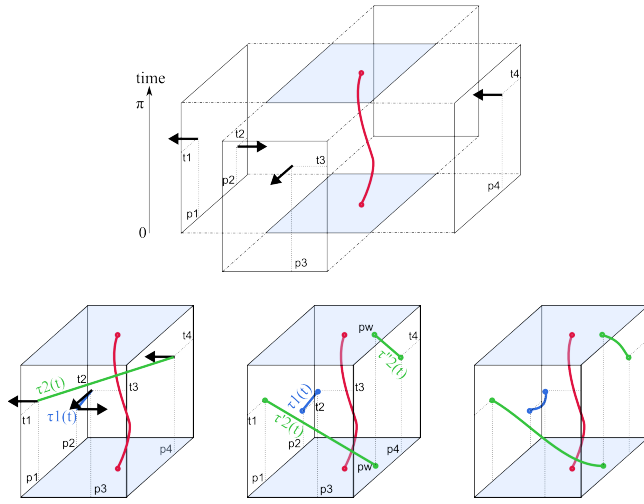 time
π
t4
t2
t1
t3
p2
p4
p1
0
p3
t4
t2
t3
τ2(t)
t1
τ1(t)
p2
p4
p1
p3
pw
t4
τ"2(t)
t3
τ1(t)
t2
t1
τ'2(t)
p2
pw
p1
p3